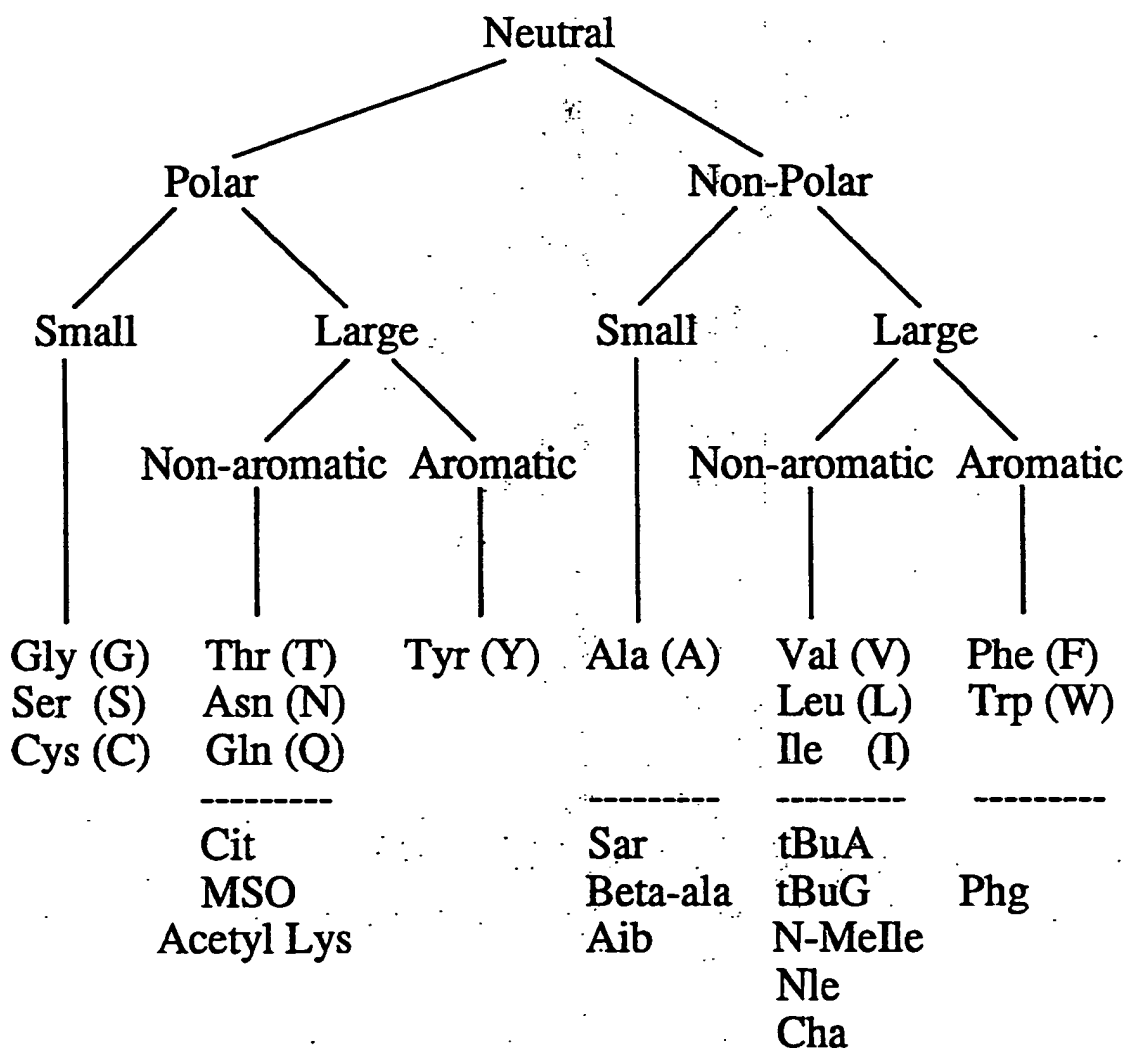 Neutral
Polar Non-Polar
Small Large Small Large
Non-aromatic Aromatic Non-aromatic Aromatic
Gly (G) Thr (T) Tyr (Y) Ala (A) Val (V) Phe (F)
Ser (S) Asn (N) Leu (L) Trp (W)
Cys (C) Gln (Q) Ile (I)
--------- --------- --------- ---------
Cit Sar tBuA
MSO Beta-ala tBuG Phg
Acetyl Lys Aib N-MeIle
Nle
Cha